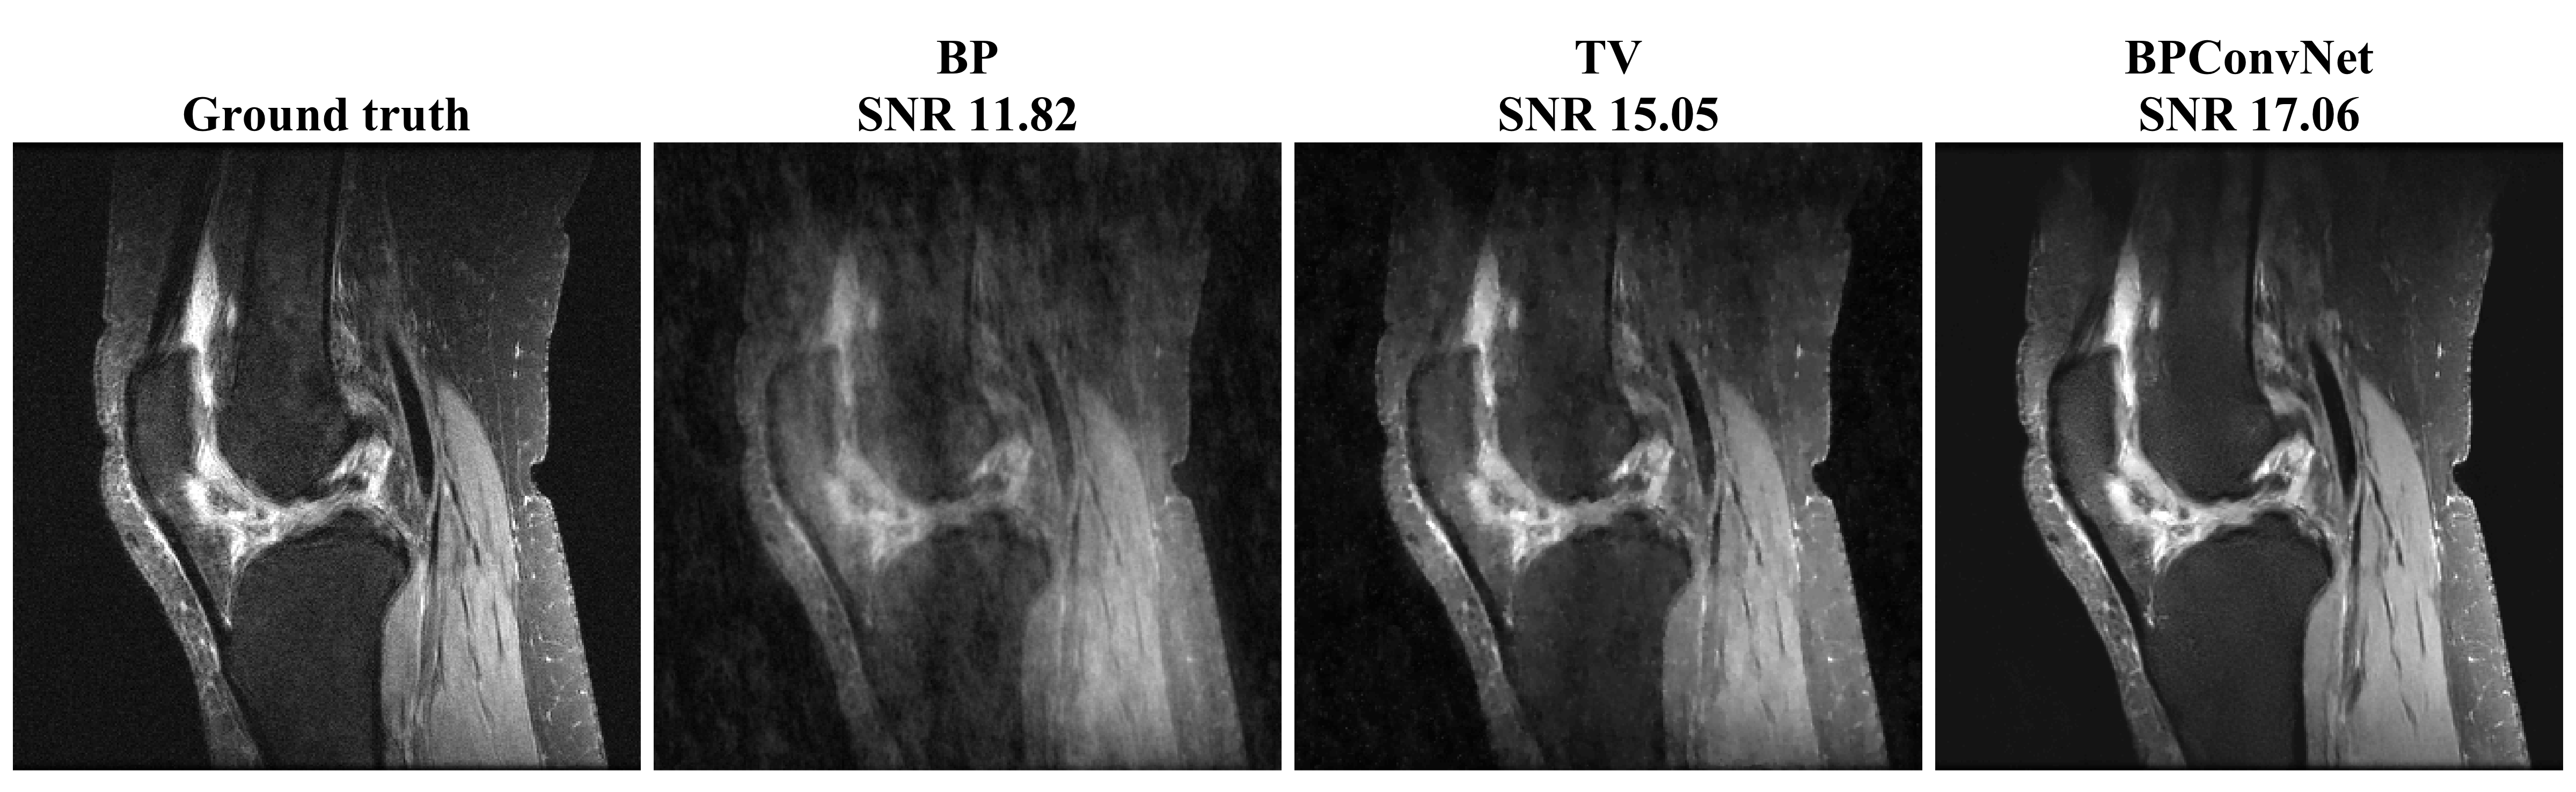 Ground truth
BP
SNR 11.82
TV
SNR 15.05
BPConvNet
SNR 17.06